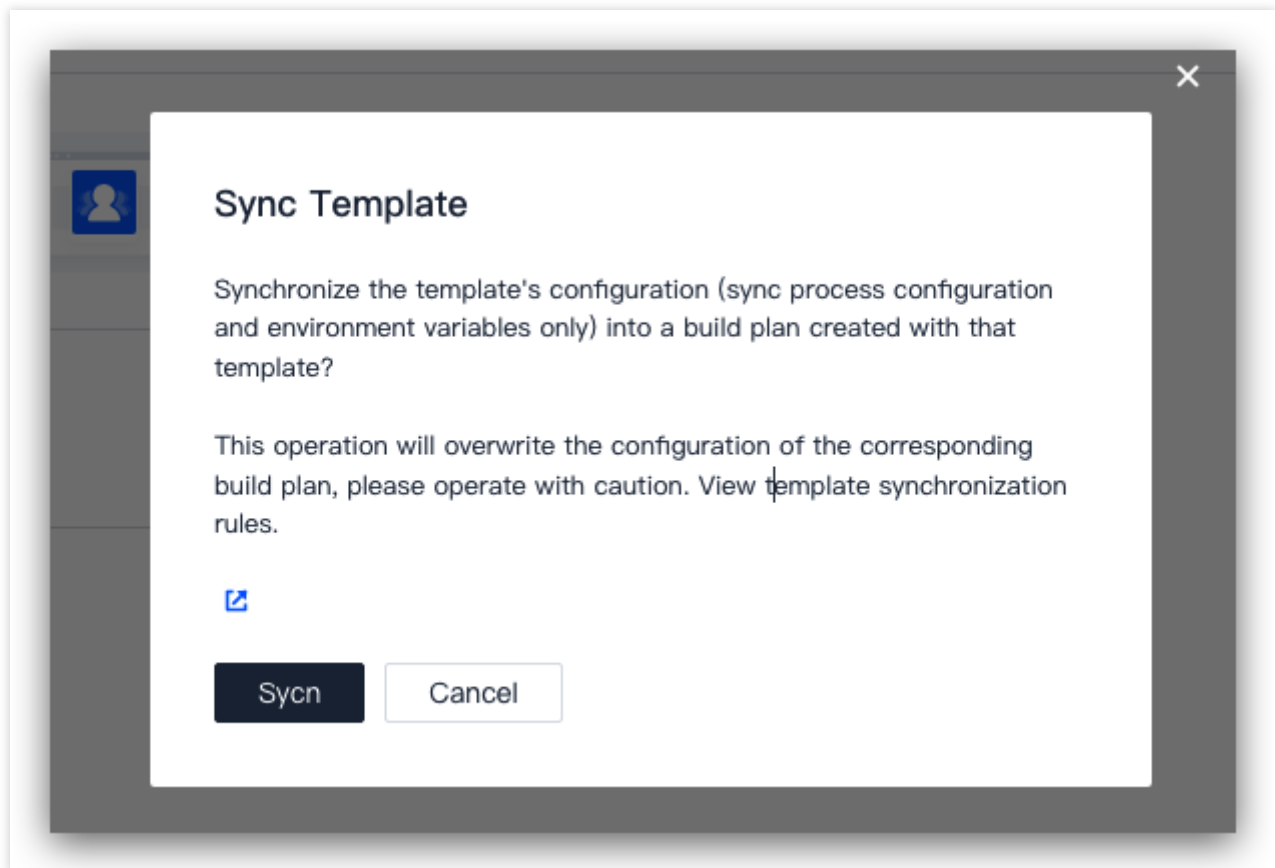 Sync Template
Synchronize the template's configuration (sync process configuration
and environment variables only) into a build plan created with that
template?
This operation will overwrite the configuration of the corresponding
build plan, please operate with caution. View template synchronization
rules.
Sycn
Cancel